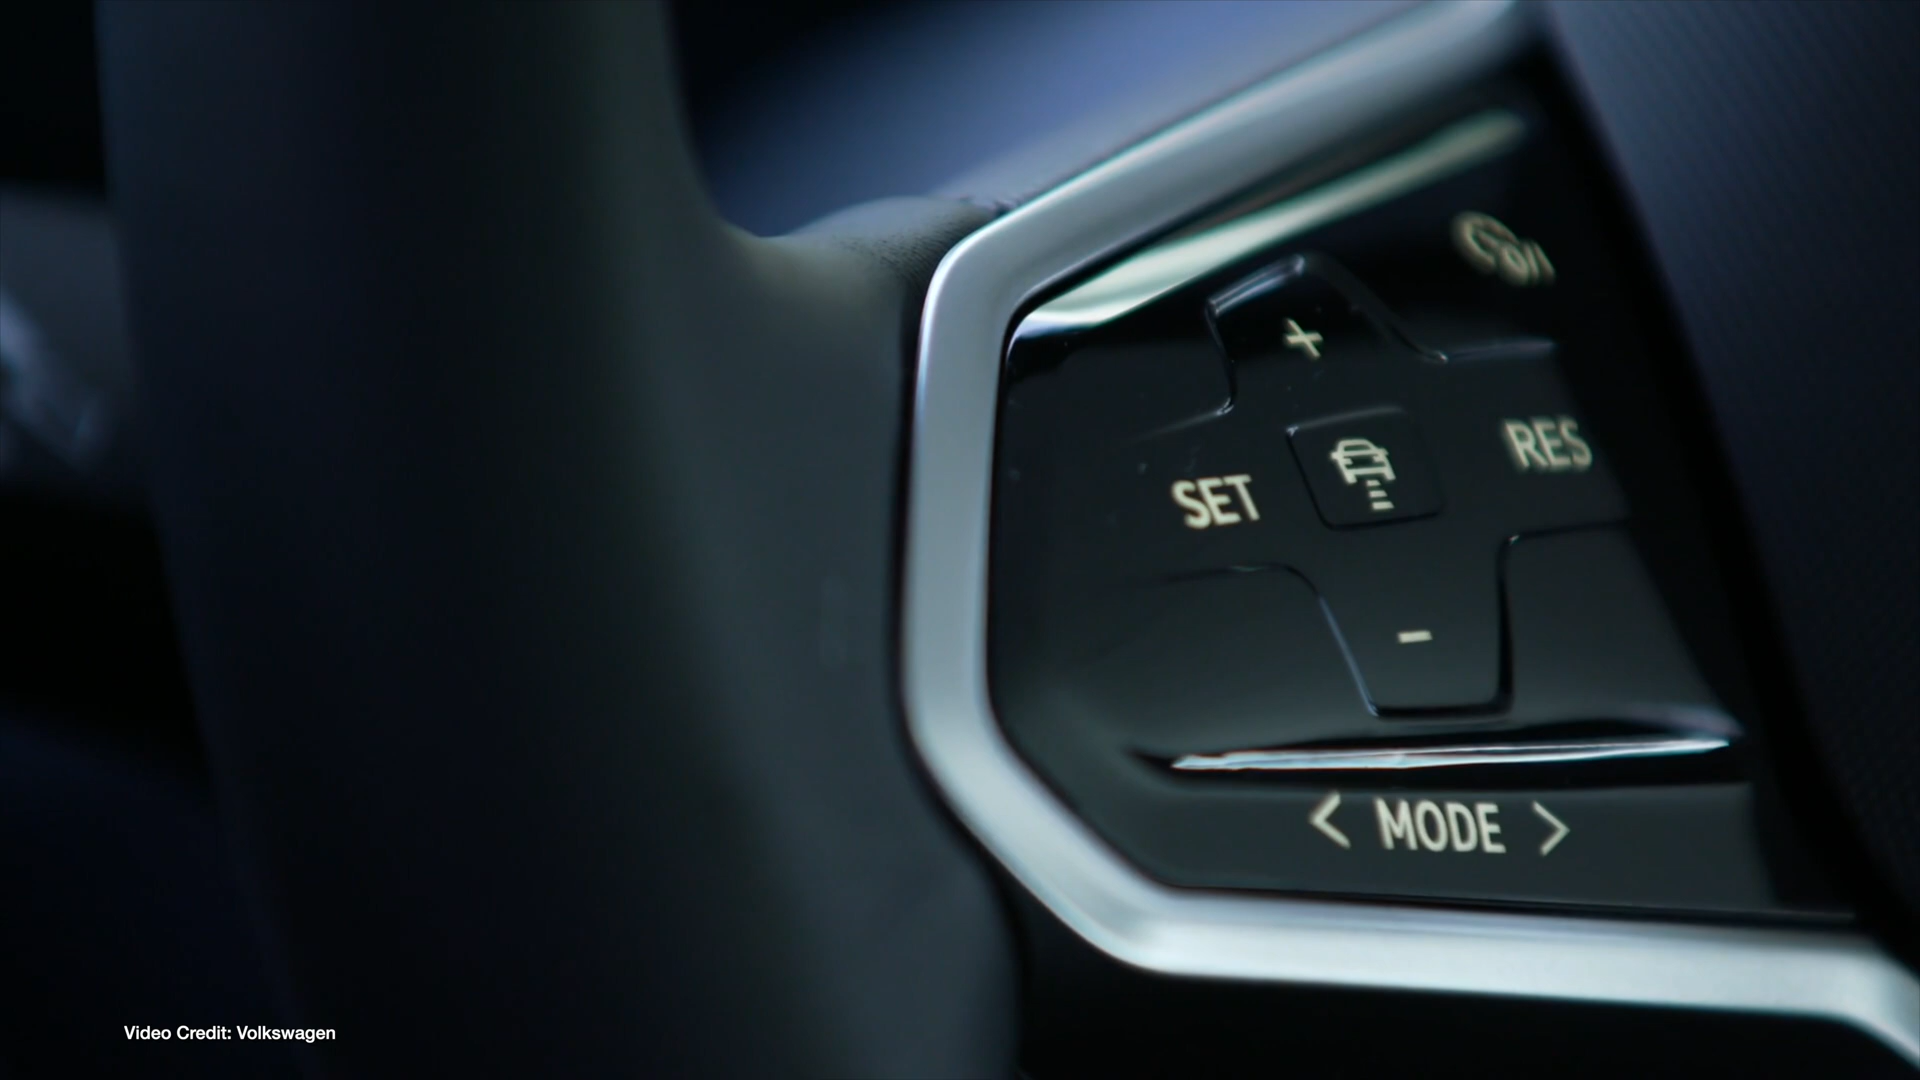 +
SET
RES
-
< MODE >
Video Credit: Volkswagen